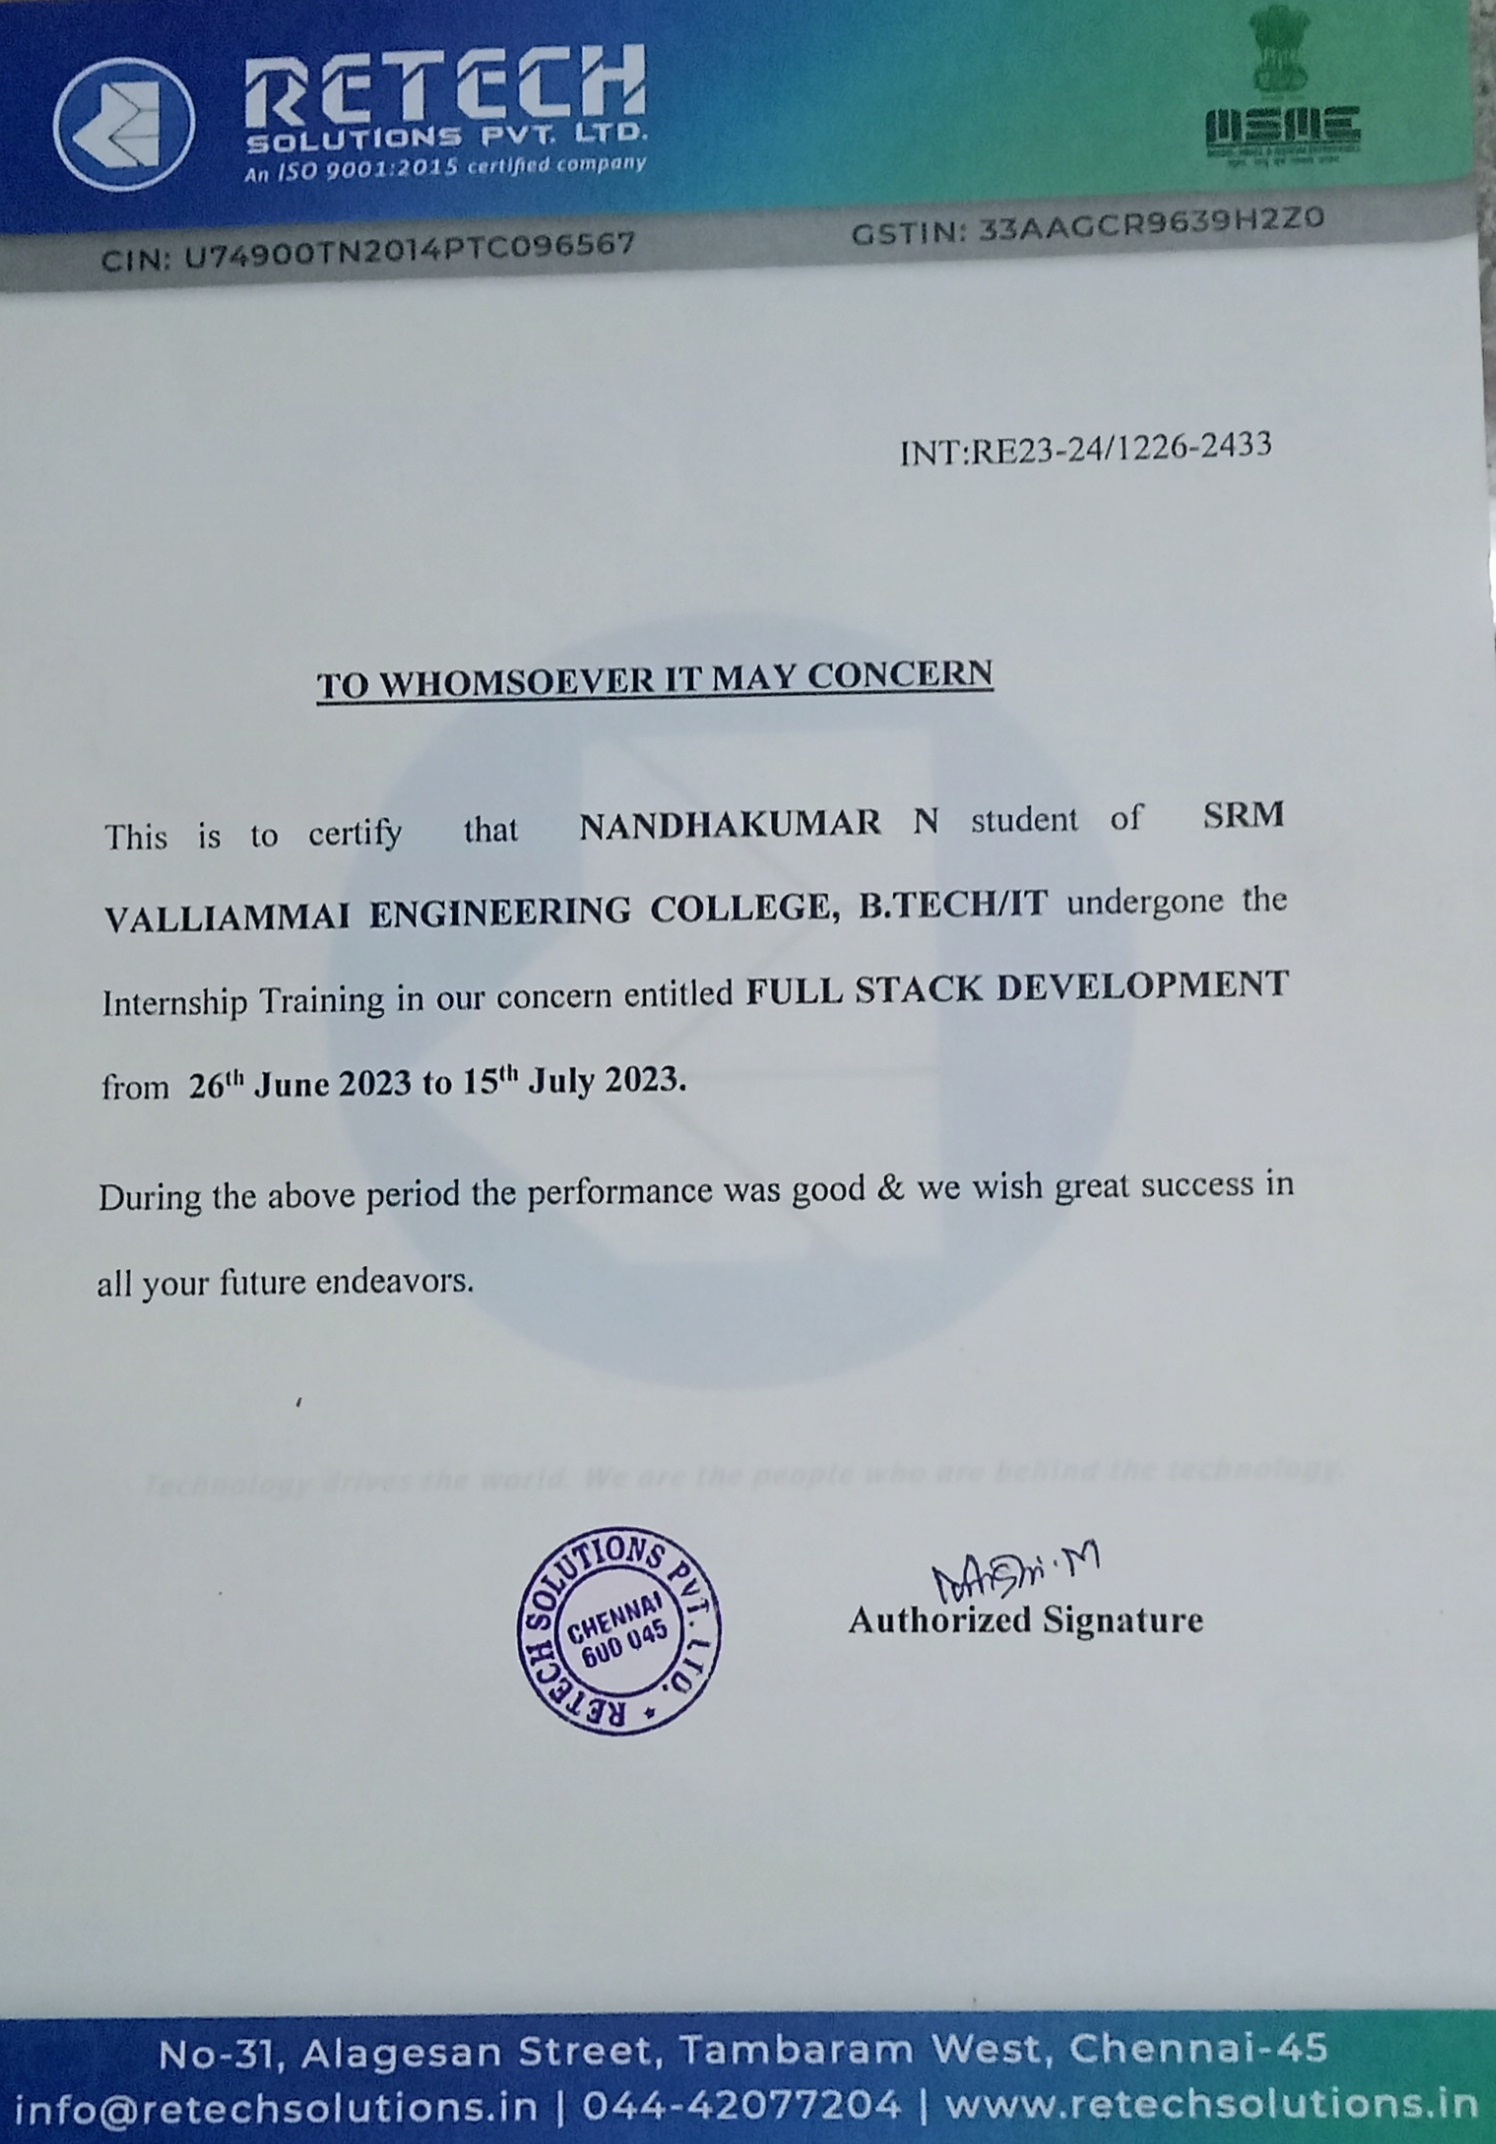 RETECH
SOLUTIONS PVT. LTD.
An ISO 9001:2015 certified company
MSME
CIN: U74900TN2014PTC096567
GSTIN: 33AAGCR9639H2Z0
INT:RE23-24/1226-2433
TO WHOMSOEVER IT MAY CONCERN
This is to certify that NANDHAKUMAR N student of SRM
VALLIAMMAI ENGINEERING COLLEGE, B.TECH/IT undergone the
Internship Training in our concern entitled FULL STACK DEVELOPMENT
from 26th June 2023 to 15th July 2023.
During the above period the performance was good & we wish great success in
all your future endeavors.
Technology drives the world. We are the people who are behind the technology.
RETECH SOLUTIONS PVT. LTD.
CHENNAI
600 045
Authorized Signature
No-31, Alagesan Street, Tambaram West, Chennai-45
info@retechsolutions.in | 044-42077204 | www.retechsolutions.in